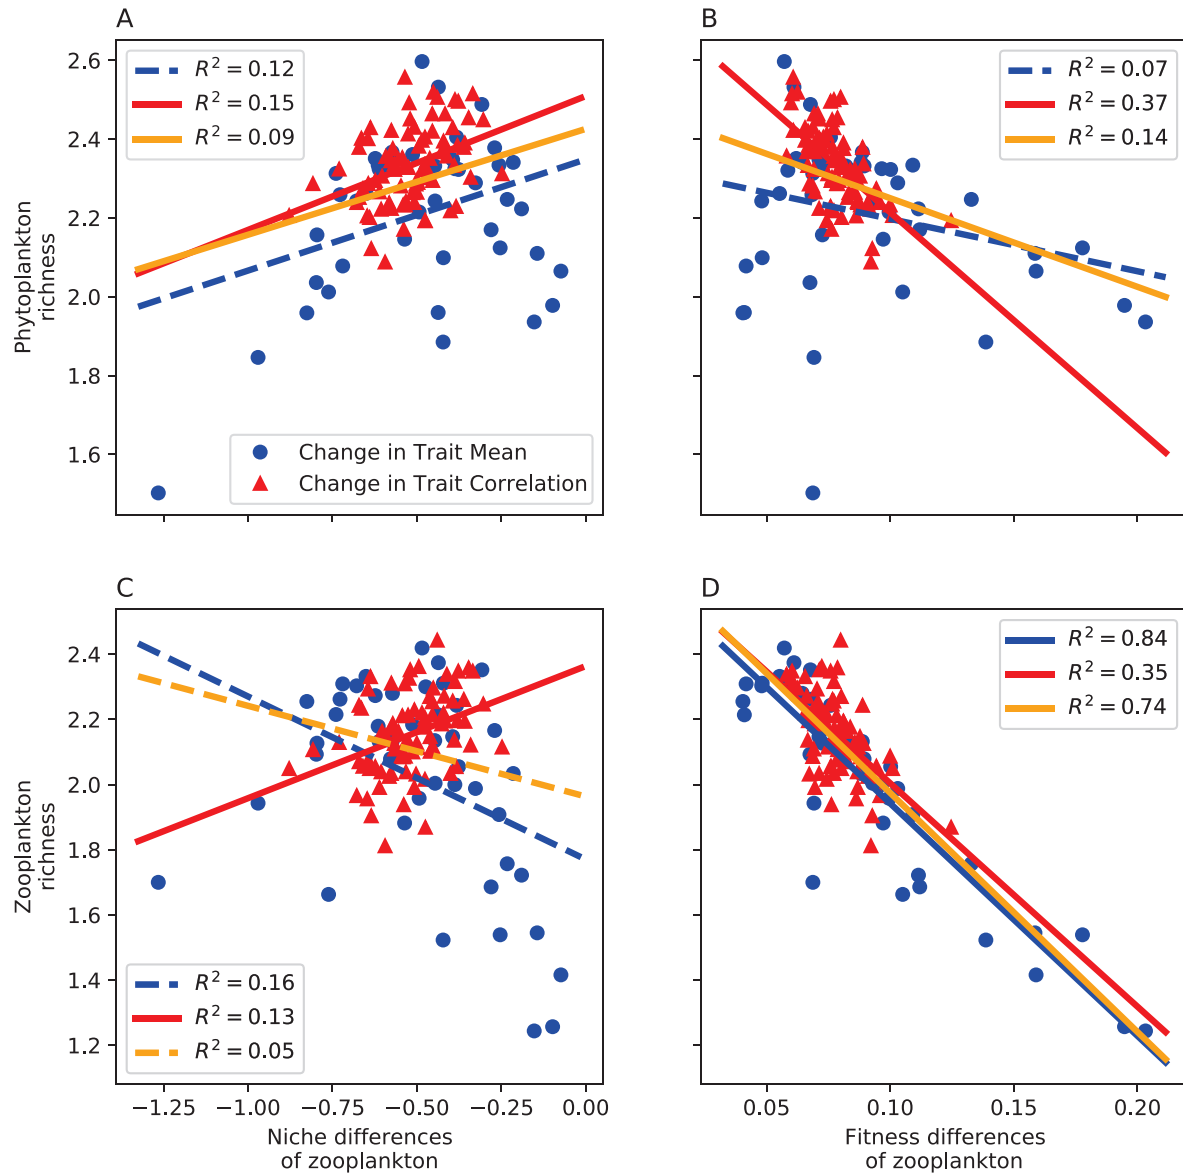 A
B
2.6
2.4
2.2
2.0
1.8
1.6
Phytoplankton
richness
R² = 0.12
R² = 0.15
R² = 0.09
Change in Trait Mean
Change in Trait Correlation
R² = 0.07
R² = 0.37
R² = 0.14
C
D
2.4
2.2
2.0
1.8
1.6
1.4
1.2
Zooplankton
richness
R² = 0.16
R² = 0.13
R² = 0.05
R² = 0.84
R² = 0.35
R² = 0.74
−1.25 −1.00 −0.75 −0.50 −0.25 0.00
Niche differences
of zooplankton
0.05 0.10 0.15 0.20
Fitness differences
of zooplankton